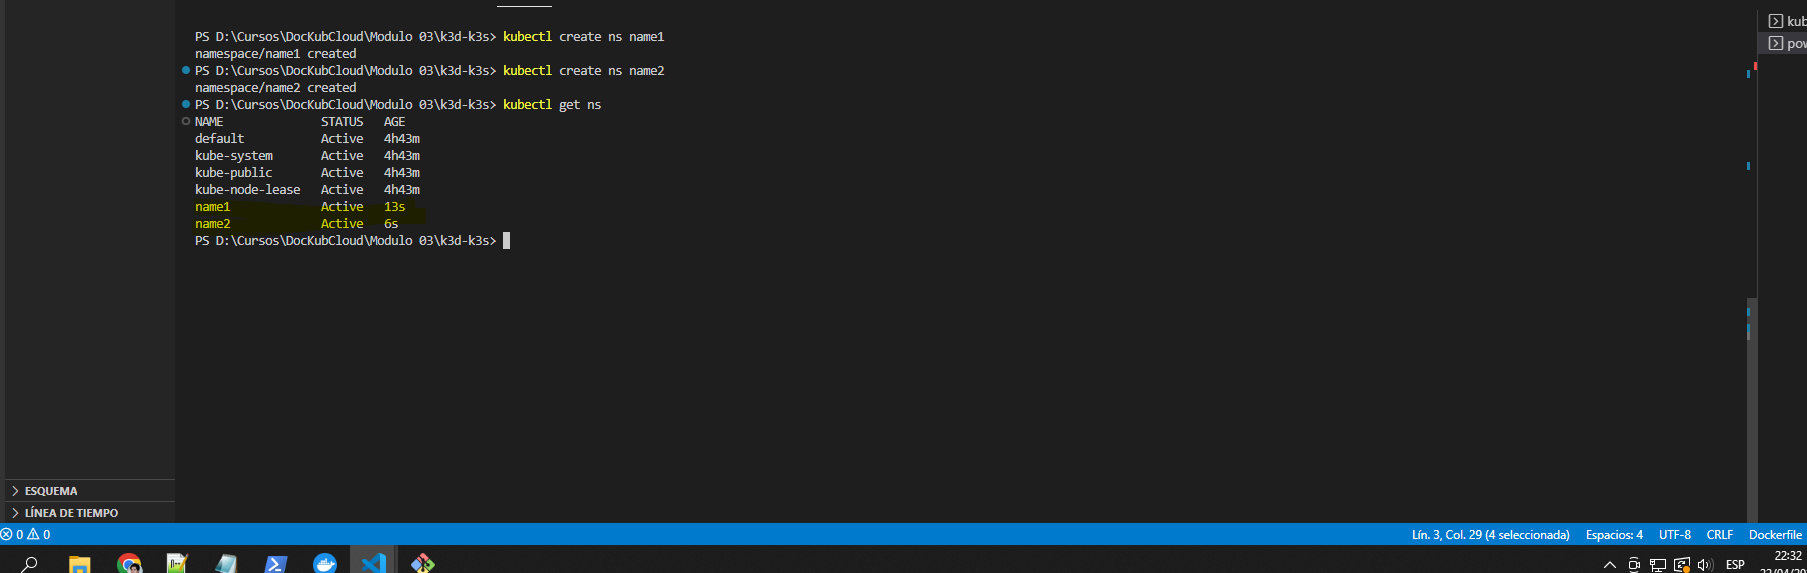 kub
PS D:\Cursos\DocKubCloud\Modulo 03\k3d-k3s> kubectl create ns name1
pow
namespace/name1 created
PS D:\Cursos\DocKubCloud\Modulo 03\k3d-k3s> kubectl create ns name2
namespace/name2 created
PS D:\Cursos\DocKubCloud\Modulo 03\k3d-k3s> kubectl get ns
NAME STATUS AGE
default Active 4h43m
kube-system Active 4h43m
kube-public Active 4h43m
kube-node-lease Active 4h43m
name1 Active 13s
name2 Active 6s
PS D:\Cursos\DocKubCloud\Modulo 03\k3d-k3s>
ESQUEMA
LÍNEA DE TIEMPO
0 0 Lín. 3, Col. 29 (4 seleccionada) Espacios: 4 UTF-8 CRLF Dockerfile
ESP 22:32